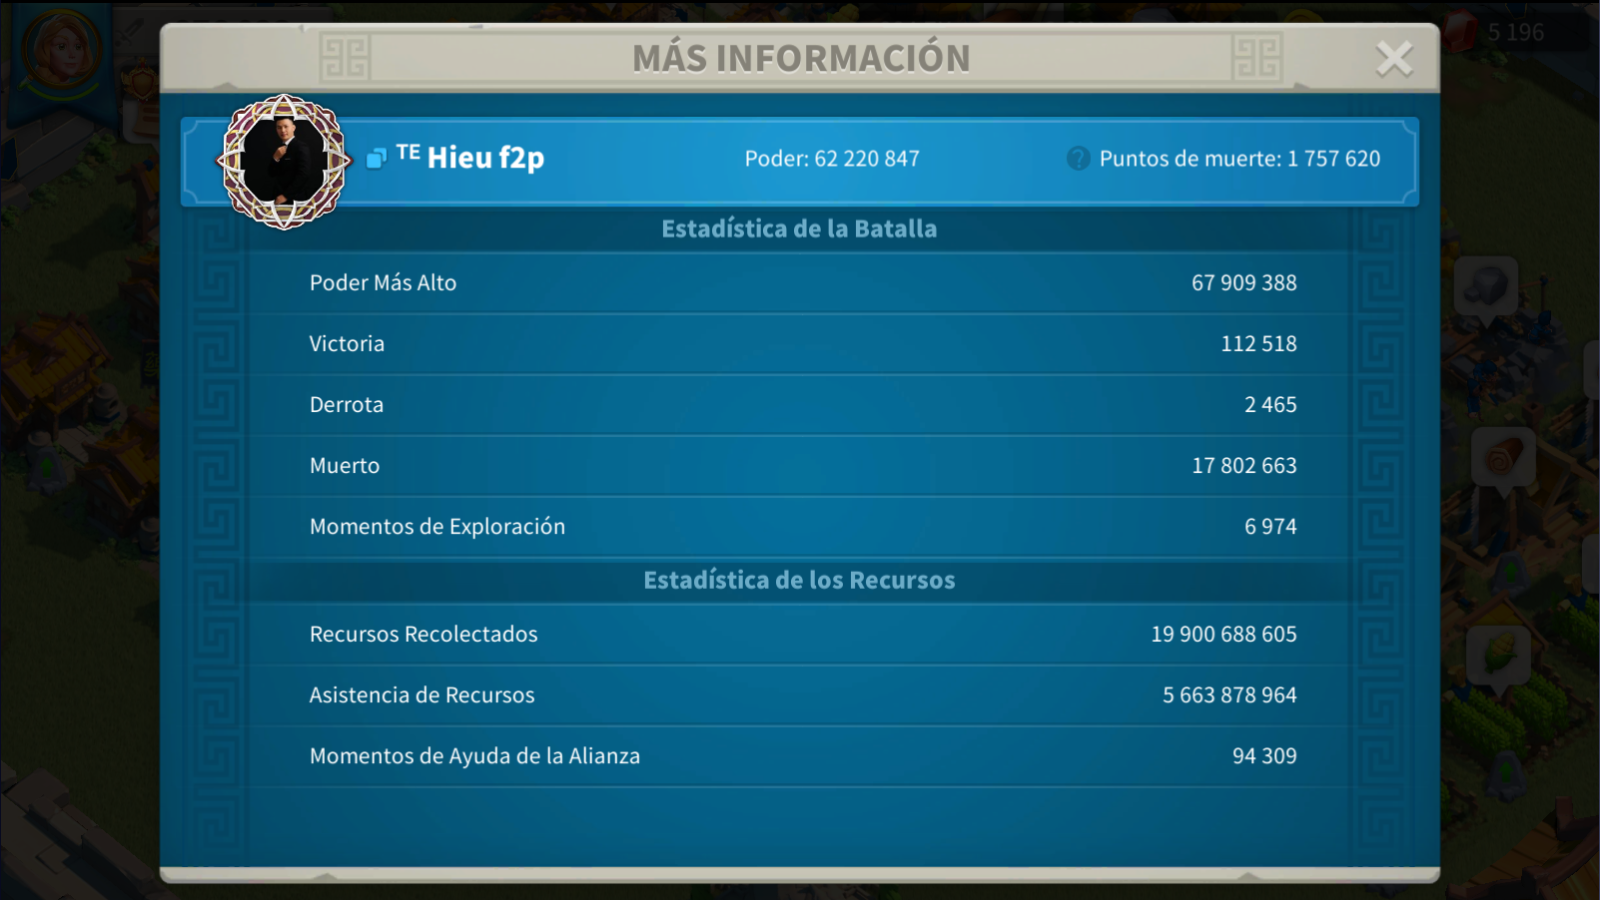 5 196
MÁS INFORMACIÓN
ᵀᴱ Hieu f2p
Poder: 62 220 847
? Puntos de muerte: 1 757 620
Estadística de la Batalla
Poder Más Alto 67 909 388
Victoria 112 518
Derrota 2 465
Muerto 17 802 663
Momentos de Exploración 6 974
Estadística de los Recursos
Recursos Recolectados 19 900 688 605
Asistencia de Recursos 5 663 878 964
Momentos de Ayuda de la Alianza 94 309